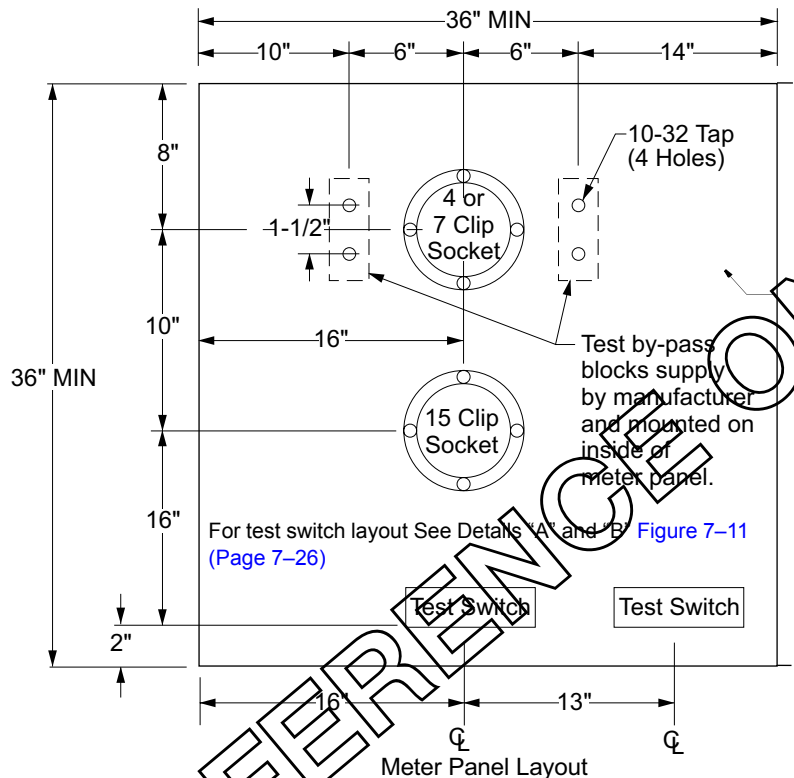 36" MIN
10"
6"
6"
14"
8"
10-32 Tap
(4 Holes)
4 or
7 Clip
Socket
1-1/2"
10"
16"
36" MIN
Test by-pass
blocks supply
by manufacturer
and mounted on
inside of
meter panel.
15 Clip
Socket
16"
For test switch layout See Details "A" and "B" Figure 7–11
(Page 7–26)
Test Switch
Test Switch
2"
16"
13"
CL
CL
Meter Panel Layout